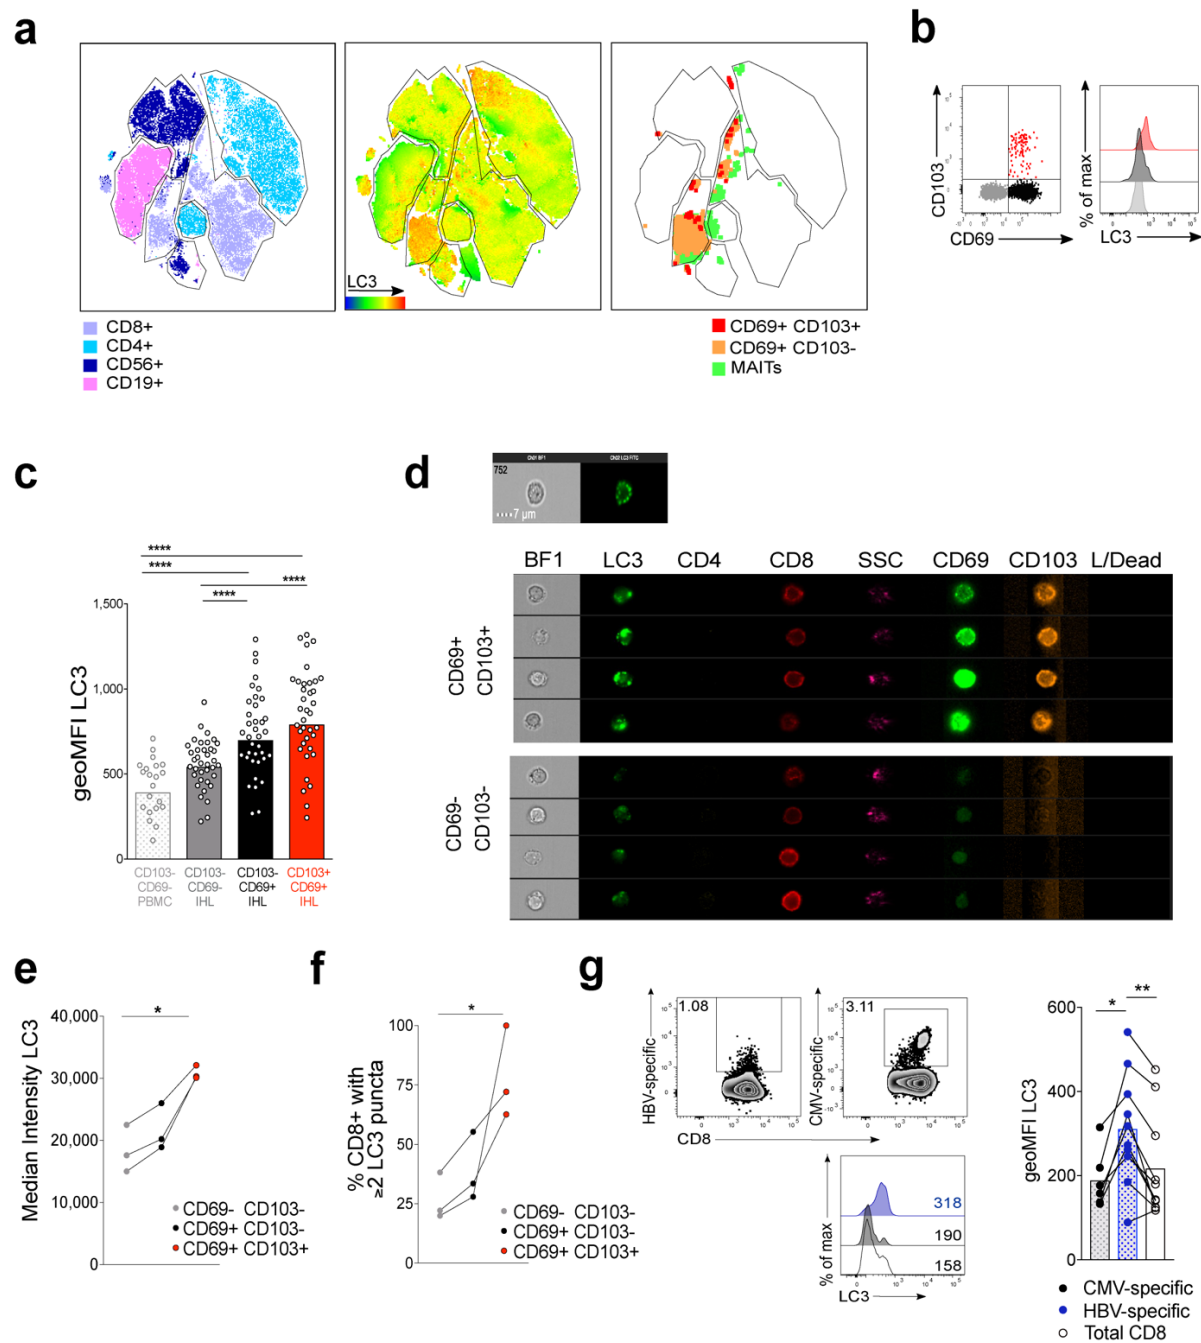 a
LC3
CD8+
CD4+
CD56+
CD19+
CD69+ CD103+
CD69+ CD103-
MAITs
b
CD103
CD69
% of max
LC3
c
****
****
****
****
geoMFI LC3
1,500
1,000
500
0
CD103-
CD69-
PBMC
CD103-
CD69-
IHL
CD103-
CD69+
IHL
CD103+
CD69+
IHL
d
752
7 µm
BF1 LC3 CD4 CD8 SSC CD69 CD103 L/Dead
CD69+
CD103+
CD69-
CD103-
e
Median Intensity LC3
40,000
30,000
20,000
10,000
0
*
CD69- CD103-
CD69+ CD103-
CD69+ CD103+
f
% CD8+ with
≥2 LC3 puncta
100
75
50
25
0
*
CD69- CD103-
CD69+ CD103-
CD69+ CD103+
g
HBV-specific
1.08
CMV-specific
3.11
CD8
% of max
318
190
158
LC3
geoMFI LC3
600
400
200
0
*
**
CMV-specific
HBV-specific
Total CD8